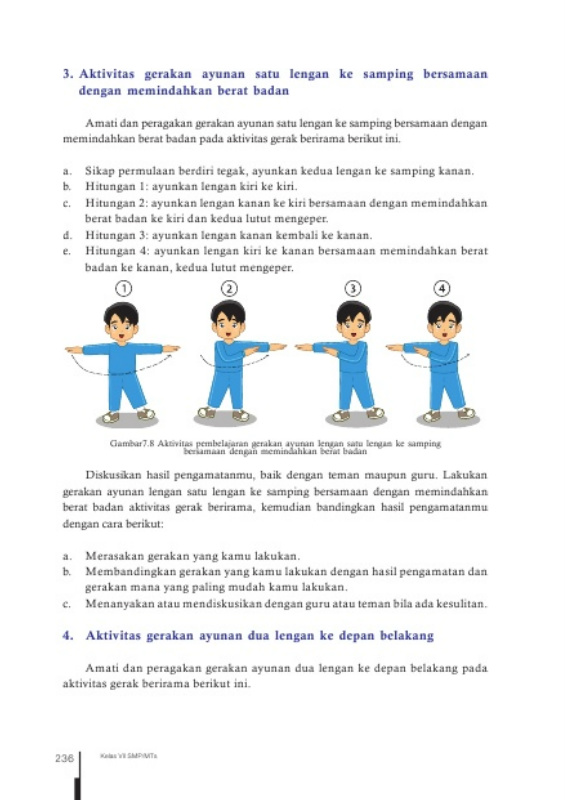 3. Aktivitas gerakan ayunan satu lengan ke samping bersamaan
dengan memindahkan berat badan
Amati dan peragakan gerakan ayunan satu lengan ke samping bersamaan dengan
memindahkan berat badan pada aktivitas gerak berirama berikut ini.
a. Sikap permulaan berdiri tegak, ayunkan kedua lengan ke samping kanan.
b. Hitungan 1: ayunkan lengan kiri ke kiri.
c. Hitungan 2: ayunkan lengan kanan ke kiri bersamaan dengan memindahkan
berat badan ke kiri dan kedua lutut mengeper.
d. Hitungan 3: ayunkan lengan kanan kembali ke kanan.
e. Hitungan 4: ayunkan lengan kiri ke kanan bersamaan memindahkan berat
badan ke kanan, kedua lutut mengeper.
1 2 3 4
Gambar7.8 Aktivitas pembelajaran gerakan ayunan lengan satu lengan ke samping
bersamaan dengan memindahkan berat badan
Diskusikan hasil pengamatanmu, baik dengan teman maupun guru. Lakukan
gerakan ayunan lengan satu lengan ke samping bersamaan dengan memindahkan
berat badan aktivitas gerak berirama, kemudian bandingkan hasil pengamatanmu
dengan cara berikut:
a. Merasakan gerakan yang kamu lakukan.
b. Membandingkan gerakan yang kamu lakukan dengan hasil pengamatan dan
gerakan mana yang paling mudah kamu lakukan.
c. Menanyakan atau mendiskusikan dengan guru atau teman bila ada kesulitan.
4. Aktivitas gerakan ayunan dua lengan ke depan belakang
Amati dan peragakan gerakan ayunan dua lengan ke depan belakang pada
aktivitas gerak berirama berikut ini.
236 Kelas VII SMP/MTs